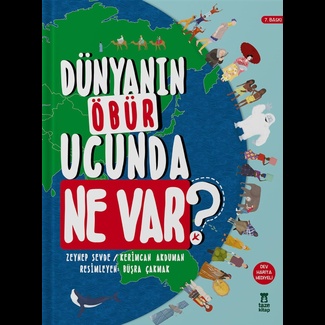 7. BASKI
DÜNYANIN
ÖBÜR
UCUNDA
NE VAR?
ZEYNEP SEVDE / KERİMCAN AKDUMAN
RESİMLEYEN: BÜŞRA ÇAKMAK
DEV
HARİTA
HEDİYELİ
taze
kitap